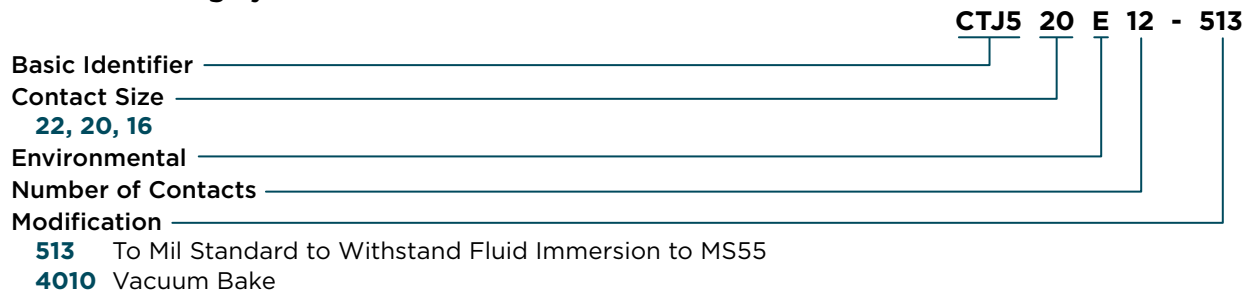 CTJ5 20 E 12 - 513
Basic Identifier
Contact Size
22, 20, 16
Environmental
Number of Contacts
Modification
513 To Mil Standard to Withstand Fluid Immersion to MS55
4010 Vacuum Bake